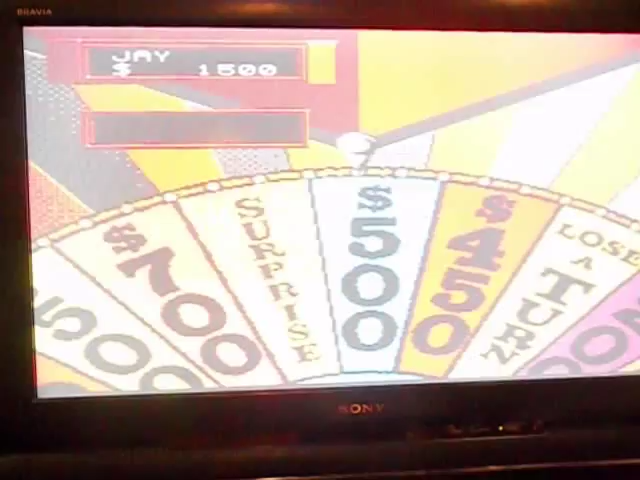 BRAVIA
JAY
$ 1500
$700
SURPRISE
$500
$450
LOSE
A
TURN
SONY